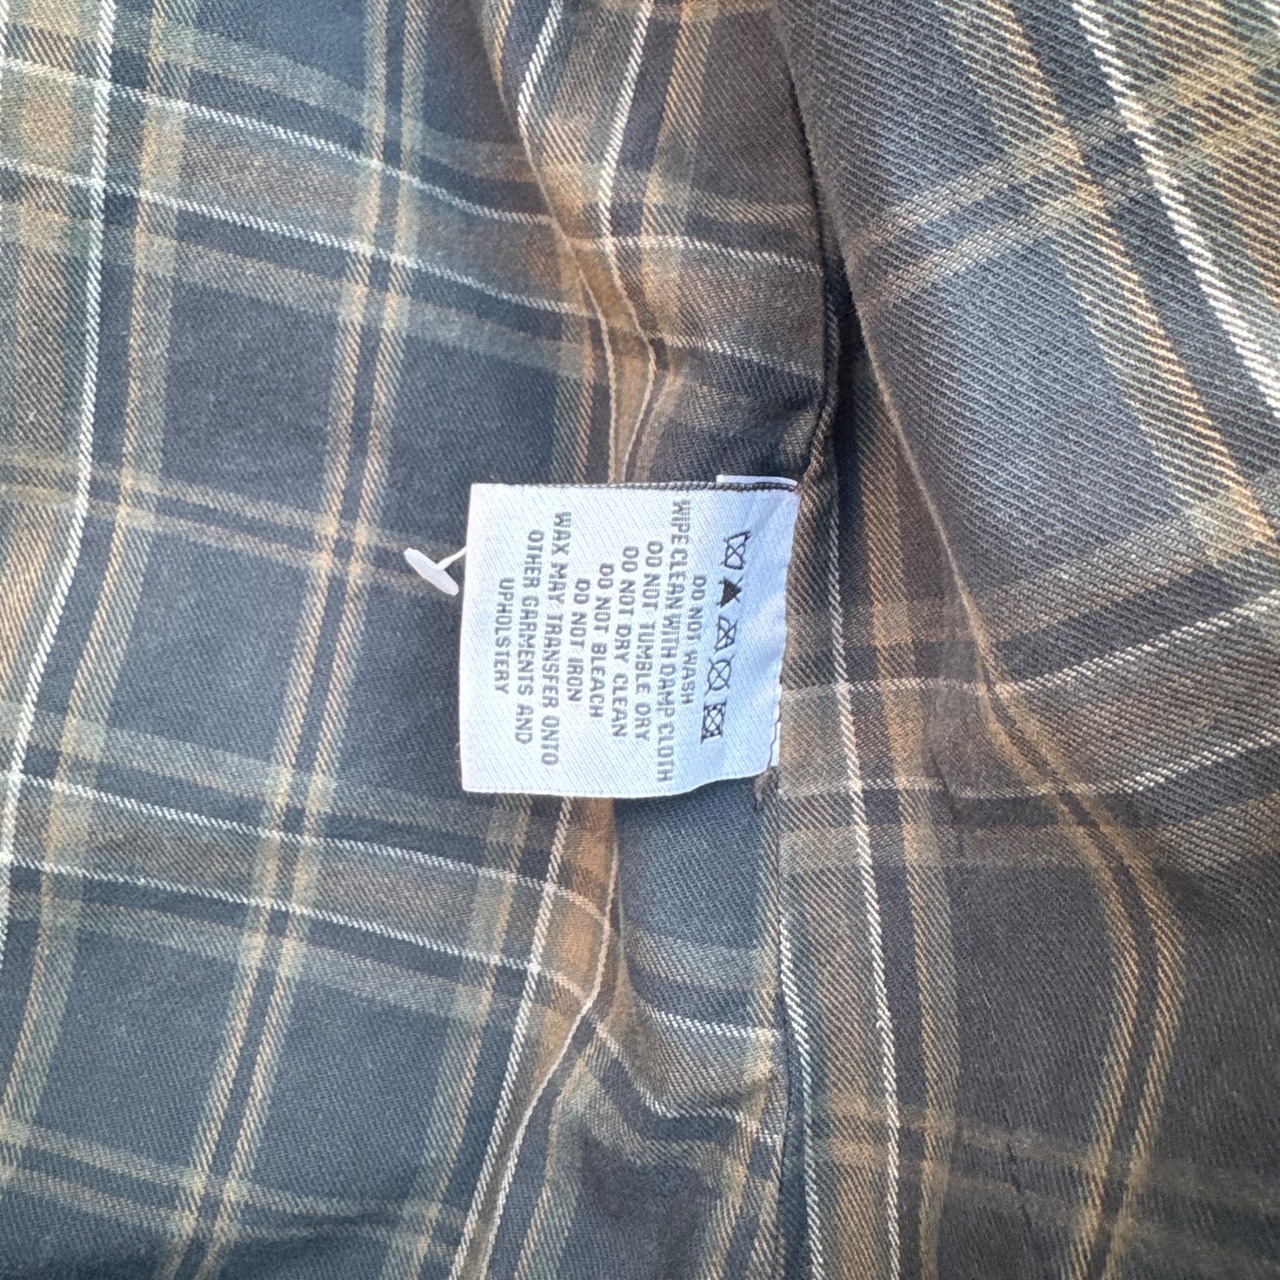 DO NOT WASH
WIPE CLEAN WITH DAMP CLOTH
DO NOT TUMBLE DRY
DO NOT DRY CLEAN
DO NOT BLEACH
DO NOT IRON
WAX MAY TRANSFER ONTO
OTHER GARMENTS AND
UPHOLSTERY